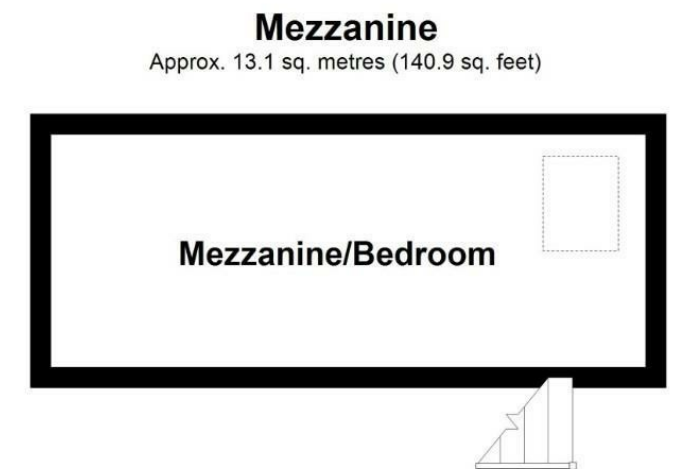 Mezzanine
Approx. 13.1 sq. metres (140.9 sq. feet)
Mezzanine/Bedroom